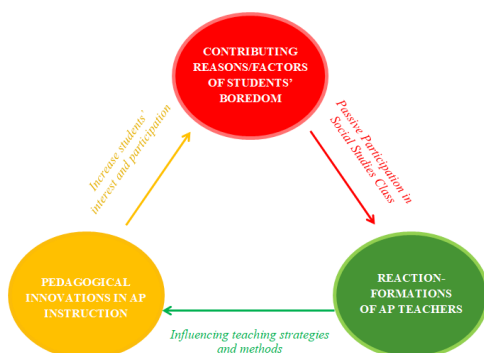 CONTRIBUTING
REASONS/FACTORS
OF STUDENTS'
BOREDOM
Increase students'
interest and participation
Passive Participation in
Social Studies Class
PEDAGOGICAL
INNOVATIONS IN AP
INSTRUCTION
REACTION-
FORMATIONS
OF AP TEACHERS
Influencing teaching strategies
and methods